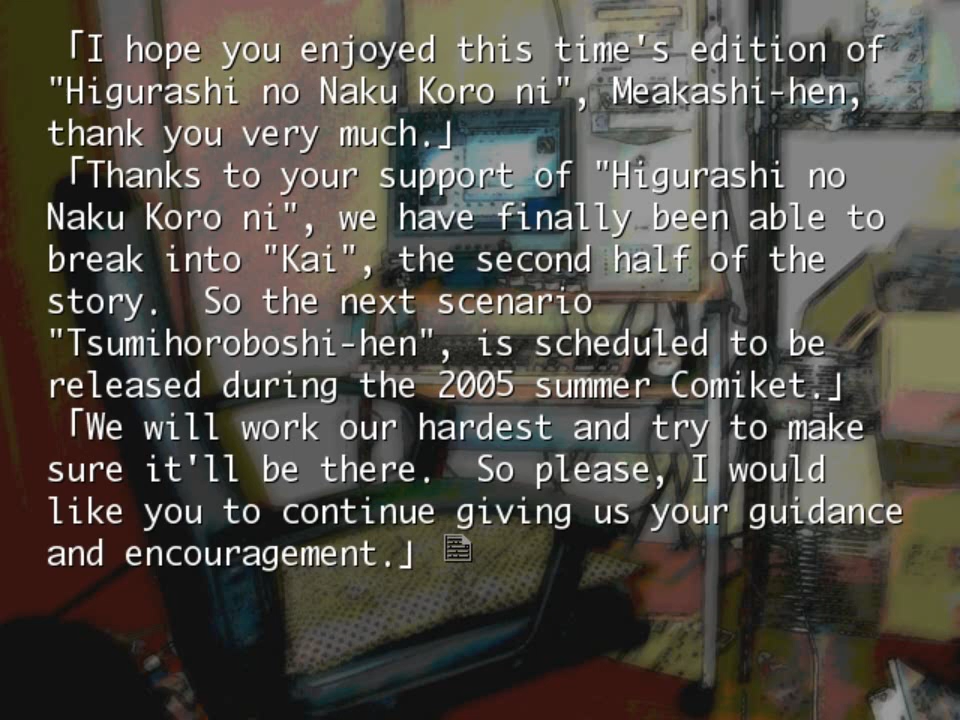 「I hope you enjoyed this time's edition of
"Higurashi no Naku Koro ni", Meakashi-hen,
thank you very much.」
「Thanks to your support of "Higurashi no
Naku Koro ni", we have finally been able to
break into "Kai", the second half of the
story.  So the next scenario
"Tsumihoroboshi-hen", is scheduled to be
released during the 2005 summer Comiket.」
「We will work our hardest and try to make
sure it'll be there.  So please, I would
like you to continue giving us your guidance
and encouragement.」